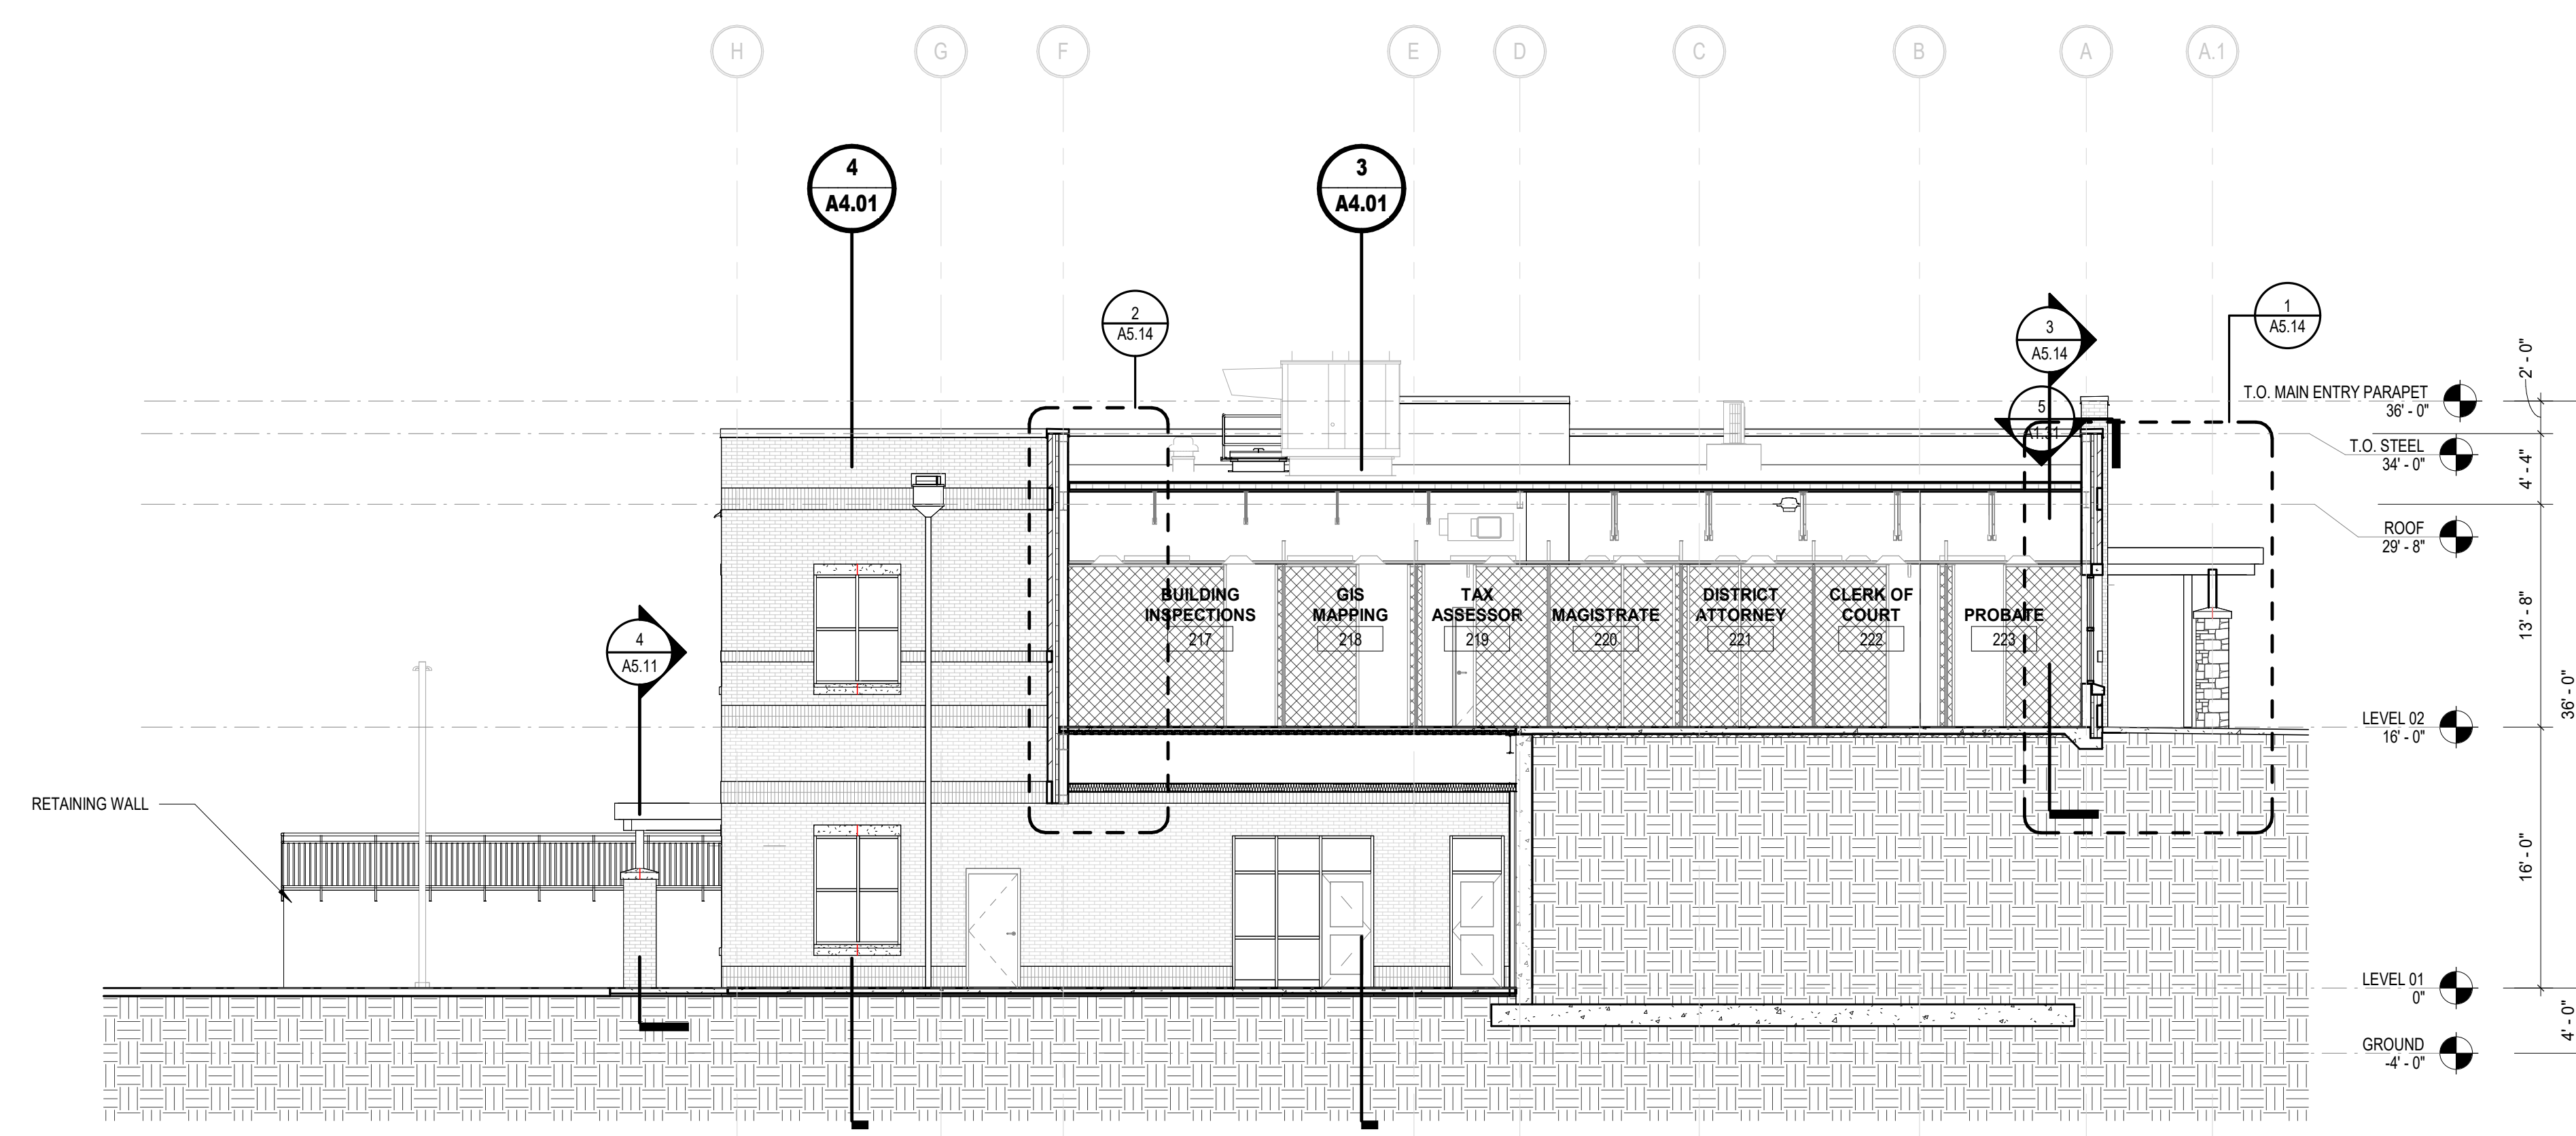 H
G
F
E
D
C
B
A
A.1
4
A4.01
3
A4.01
2
A5.14
3
A5.14
1
A5.14
5
A1.31
T.O. MAIN ENTRY PARAPET
36' - 0"
T.O. STEEL
34' - 0"
ROOF
29' - 8"
LEVEL 02
16' - 0"
LEVEL 01
0"
GROUND
-4' - 0"
2' - 0"
4' - 4"
13' - 8"
16' - 0"
36' - 0"
4' - 0"
BUILDING
INSPECTIONS
217
GIS
MAPPING
218
TAX
ASSESSOR
219
MAGISTRATE
220
DISTRICT
ATTORNEY
221
CLERK OF
COURT
222
PROBATE
223
4
A5.11
RETAINING WALL